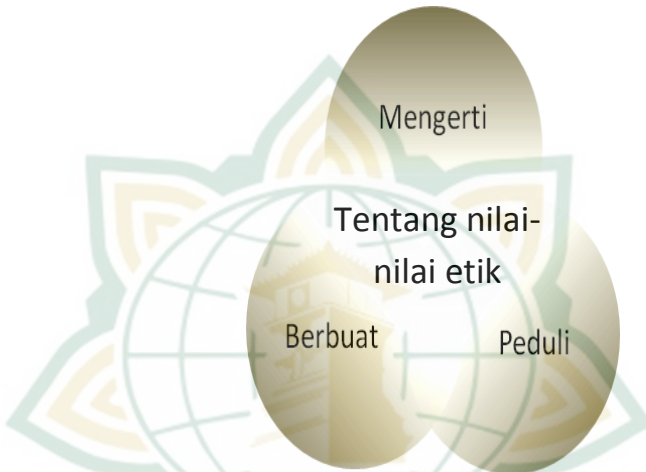 Mengerti
Tentang nilai-
nilai etik
Berbuat
Peduli